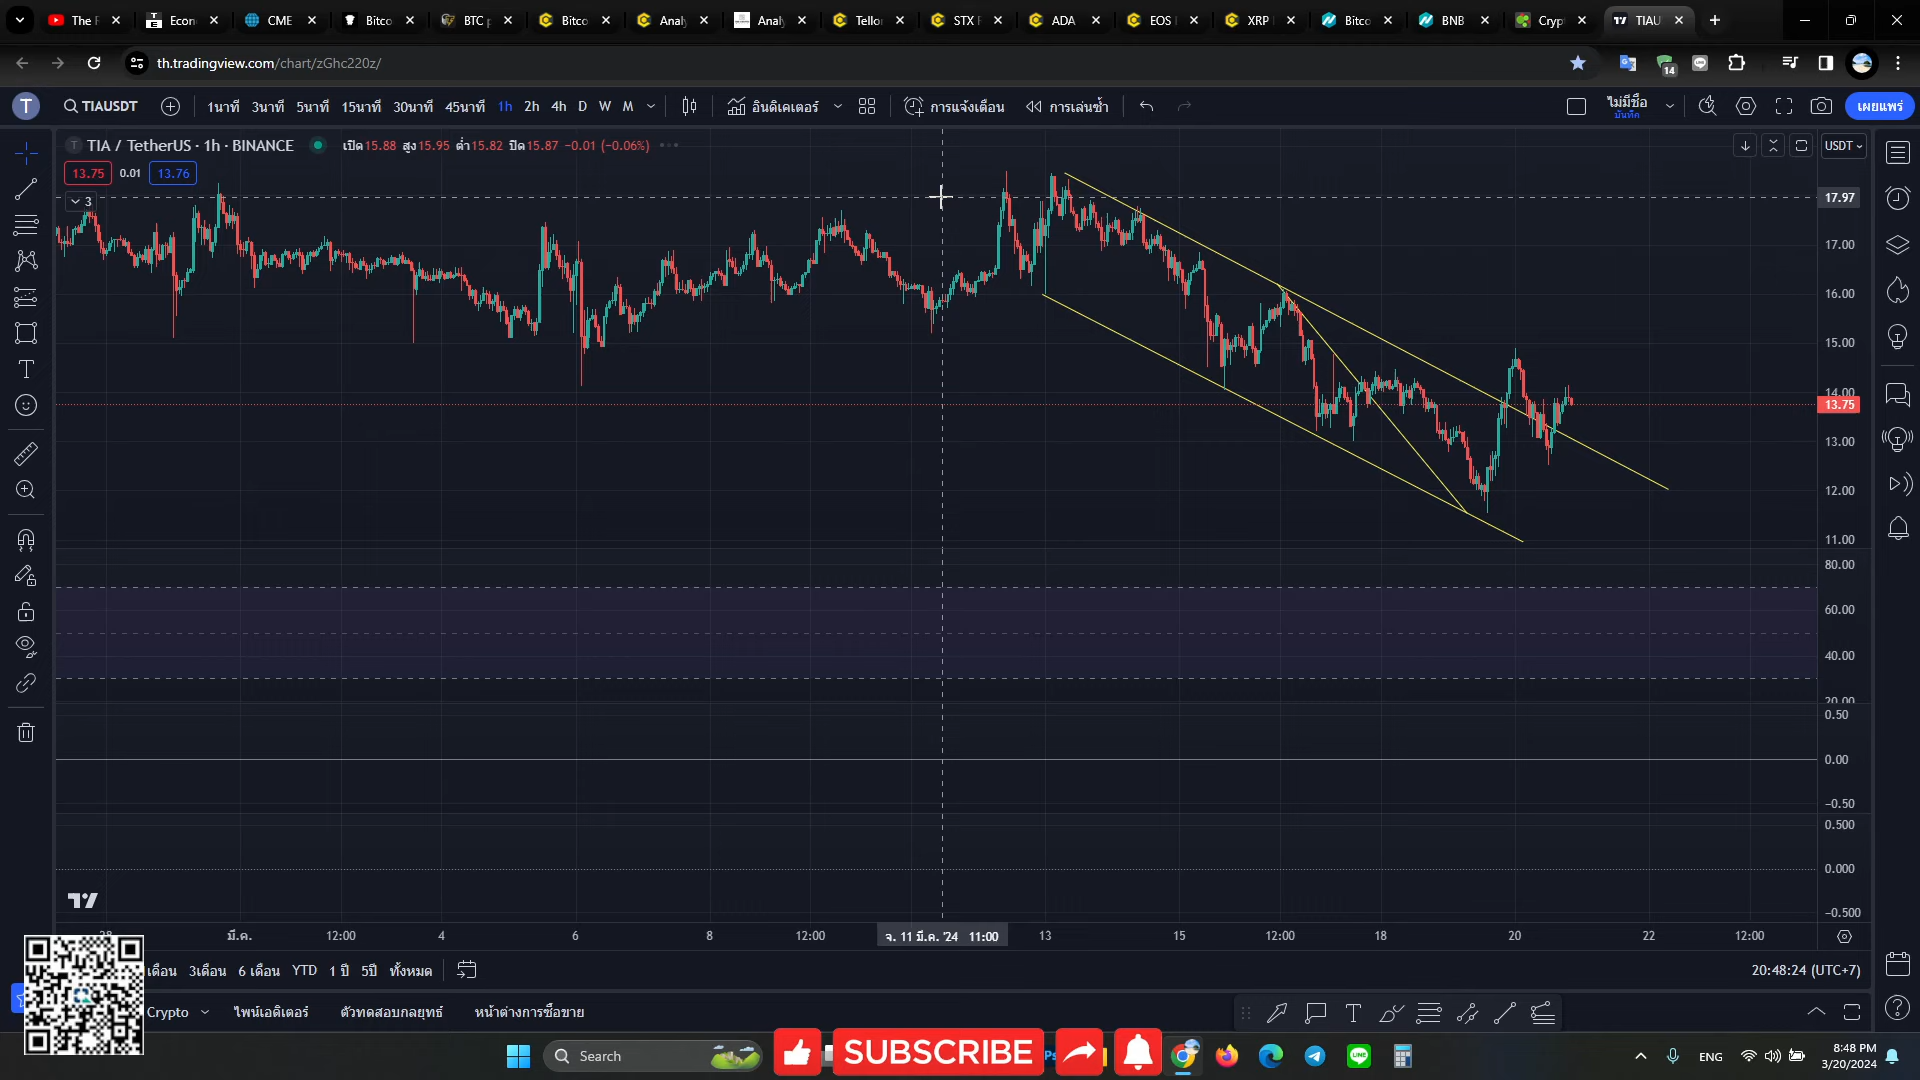 The F
Econ
CME
Bitco
BTC p
Bitco
Analy
Analy
Tello
STX F
ADA
EOS
XRP
Bitco
BNB
Cryp
TIAU
th.tradingview.com/chart/zGhc220z/
14
T
TIAUSDT
1นาที
3นาที
5นาที
15นาที
30นาที
45นาที
1h
2h
4h
D
W
M
อินดิเคเตอร์
การแจ้งเตือน
การเล่นซ้ำ
ไม่มีชื่อ
บันทึก
เผยแพร่
T TIA / TetherUS · 1h · BINANCE
เปิด15.88 สูง15.95 ต่ำ15.82 ปิด15.87 −0.01 (−0.06%)
USDT
13.75 0.01 13.76
3
17.97
17.00
16.00
15.00
14.00
13.75
13.00
12.00
11.00
80.00
60.00
40.00
20.00
0.50
0.00
−0.50
0.500
0.000
−0.500
28
มี.ค.
12:00
4
6
8
12:00
จ. 11 มี.ค. '24 11:00
13
15
12:00
18
20
22
12:00
เดือน
3เดือน
6 เดือน
YTD
1 ปี
5ปี
ทั้งหมด
20:48:24 (UTC+7)
Crypto
ไพน์เอดิเตอร์
ตัวทดสอบกลยุทธ์
หน้าต่างการซื้อขาย
Search
SUBSCRIBE
Ps
LINE
ENG
8:48 PM
3/20/2024